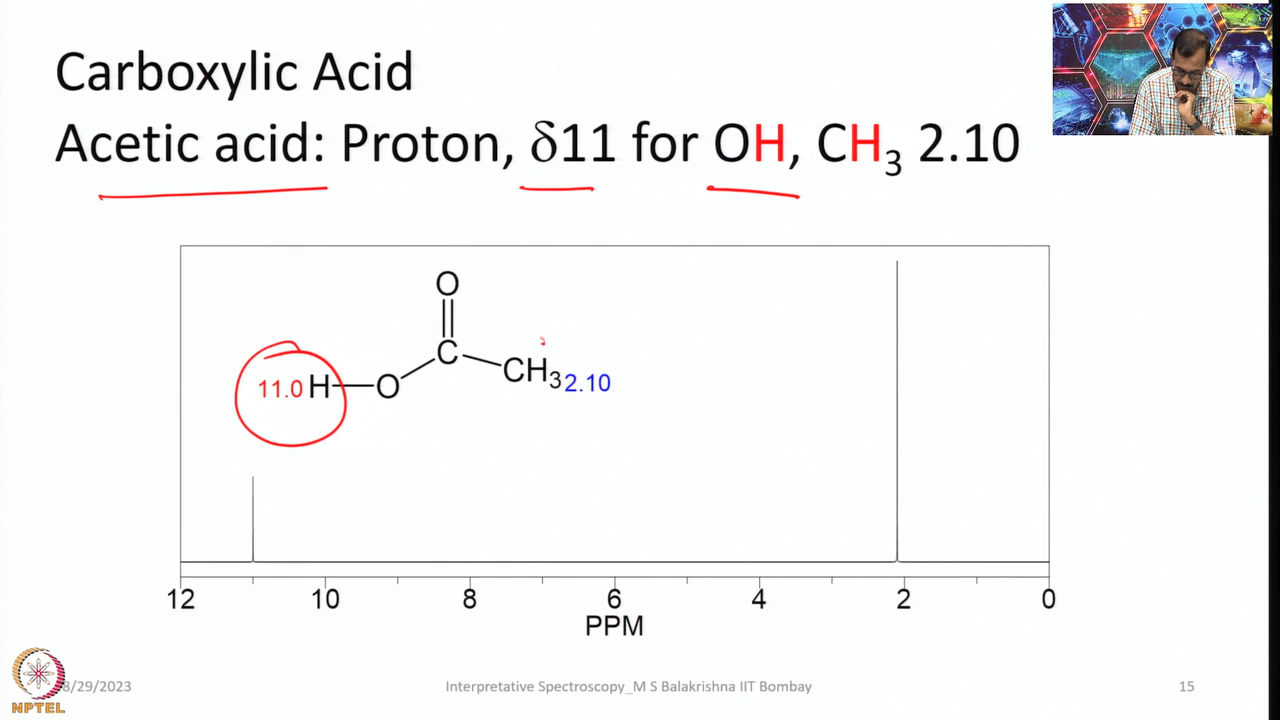 Carboxylic Acid
Acetic acid: Proton, δ11 for OH, CH₃ 2.10
O
C
CH₃ 2.10
11.0 H
O
12 10 8 6 4 2 0
PPM
8/29/2023
Interpretative Spectroscopy_M S Balakrishna IIT Bombay
15
NPTEL